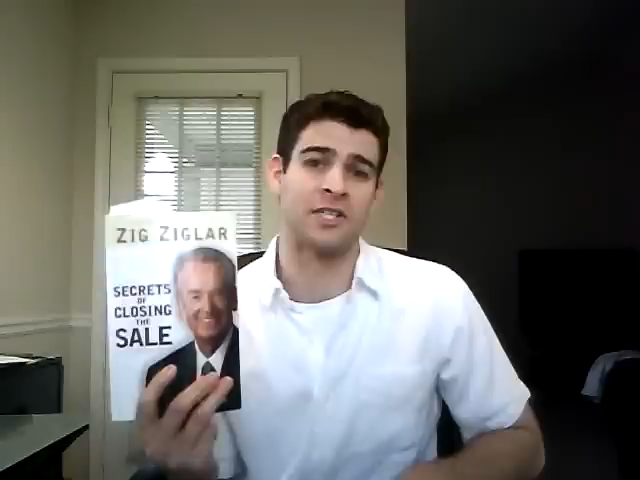 ZIG ZIGLAR
SECRETS
OF
CLOSING
THE
SALE